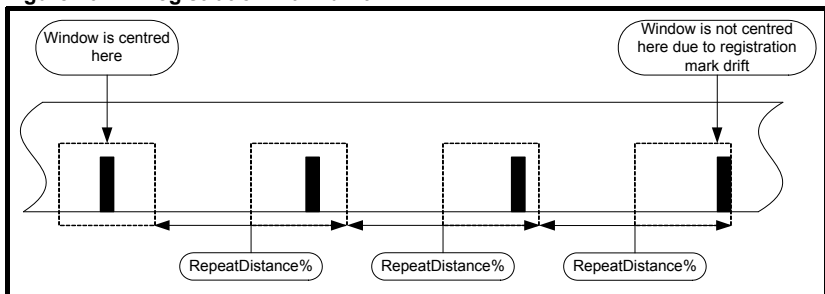 Window is centred
here
Window is not centred
here due to registration
mark drift
RepeatDistance%
RepeatDistance%
RepeatDistance%